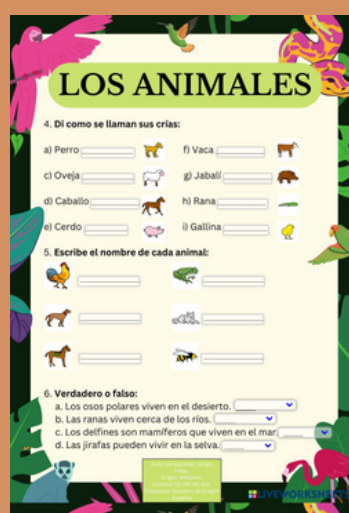 LOS ANIMALES
4. Di como se llaman sus crías:
a) Perro
f) Vaca
c) Oveja
g) Jabalí
d) Caballo
h) Rana
e) Cerdo
i) Gallina
5. Escribe el nombre de cada animal:
6. Verdadero o falso:
a. Los osos polares viven en el desierto.
b. Las ranas viven cerca de los ríos.
c. Los delfines son mamíferos que viven en el mar.
d. Las jirafas pueden vivir en la selva.
LIVEWORKSHEETS